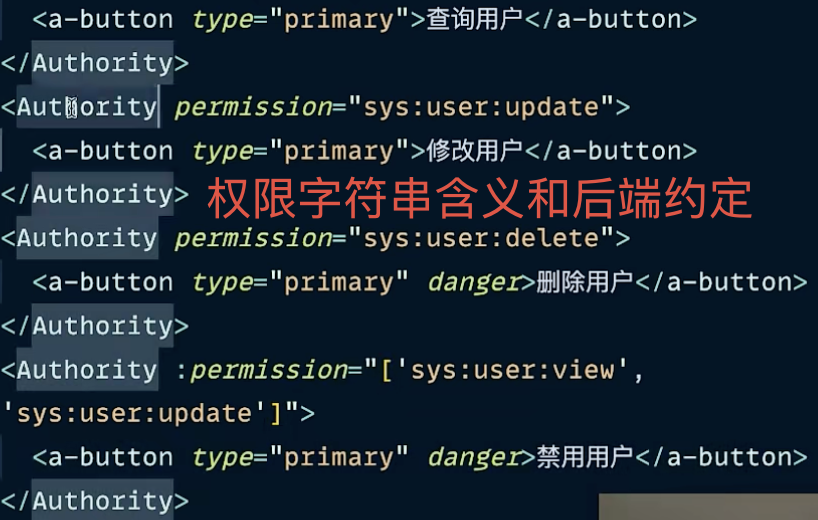 <a-button type="primary">查询用户</a-button>
</Authority>
<Authority permission="sys:user:update">
<a-button type="primary">修改用户</a-button>
</Authority>
权限字符串含义和后端约定
<Authority permission="sys:user:delete">
<a-button type="primary" danger>删除用户</a-button>
</Authority>
<Authority :permission="['sys:user:view',
'sys:user:update']">
<a-button type="primary" danger>禁用用户</a-button>
</Authority>